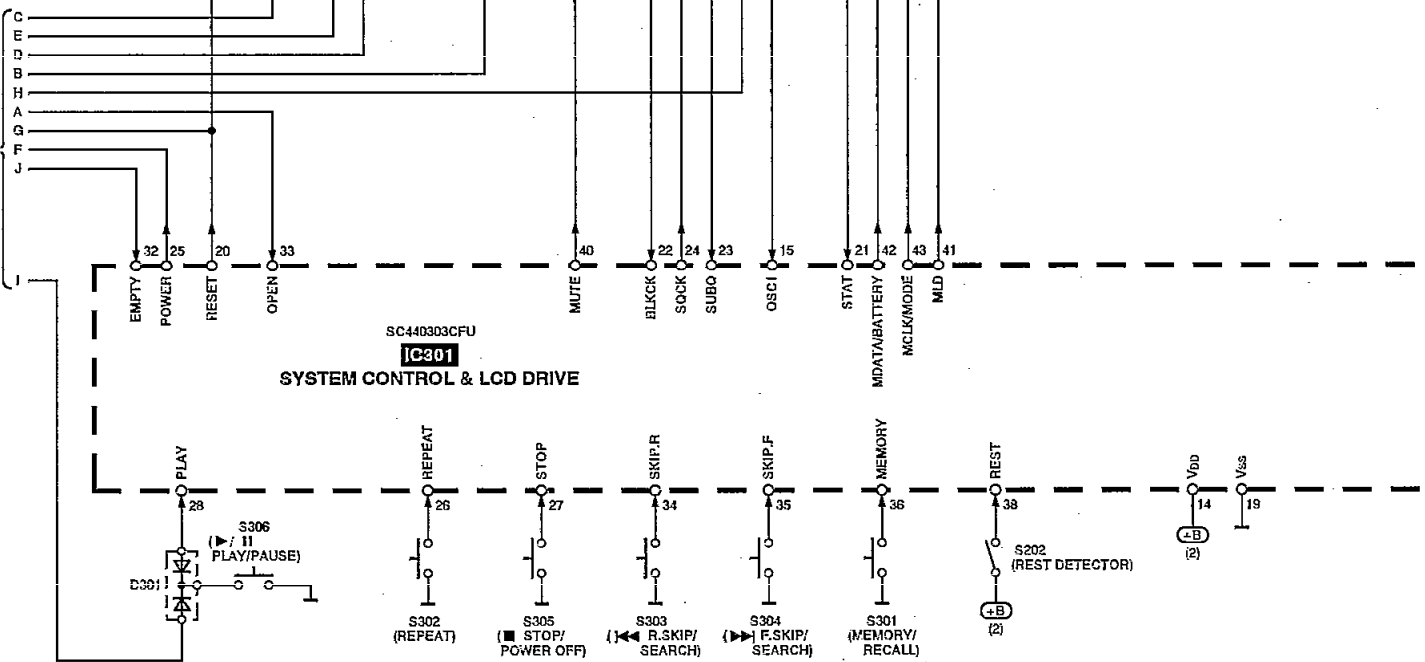 C
E
D
B
H
A
G
F
J
I
32 25 20 33 40 22 24 23 15 21 42 43 41
EMPTY
POWER
RESET
OPEN
MUTE
BLKCK
SQCK
SUBQ
OSCI
STAT
MDATA/BATTERY
MCLK/MODE
MLD
SC440303CFU
IC301
SYSTEM CONTROL & LCD DRIVE
PLAY
REPEAT
STOP
SKIP.R
SKIP.F
MEMORY
REST
VDD
VSS
28 26 27 34 35 36 38 14 19
S306
(▶/ II
PLAY/PAUSE)
D301
S302
(REPEAT)
S305
(■ STOP/
POWER OFF)
S303
(|◀◀ R.SKIP/
SEARCH)
S304
(▶▶| F.SKIP/
SEARCH)
S301
(MEMORY/
RECALL)
S202
(REST DETECTOR)
+B
(2)
+B
(2)